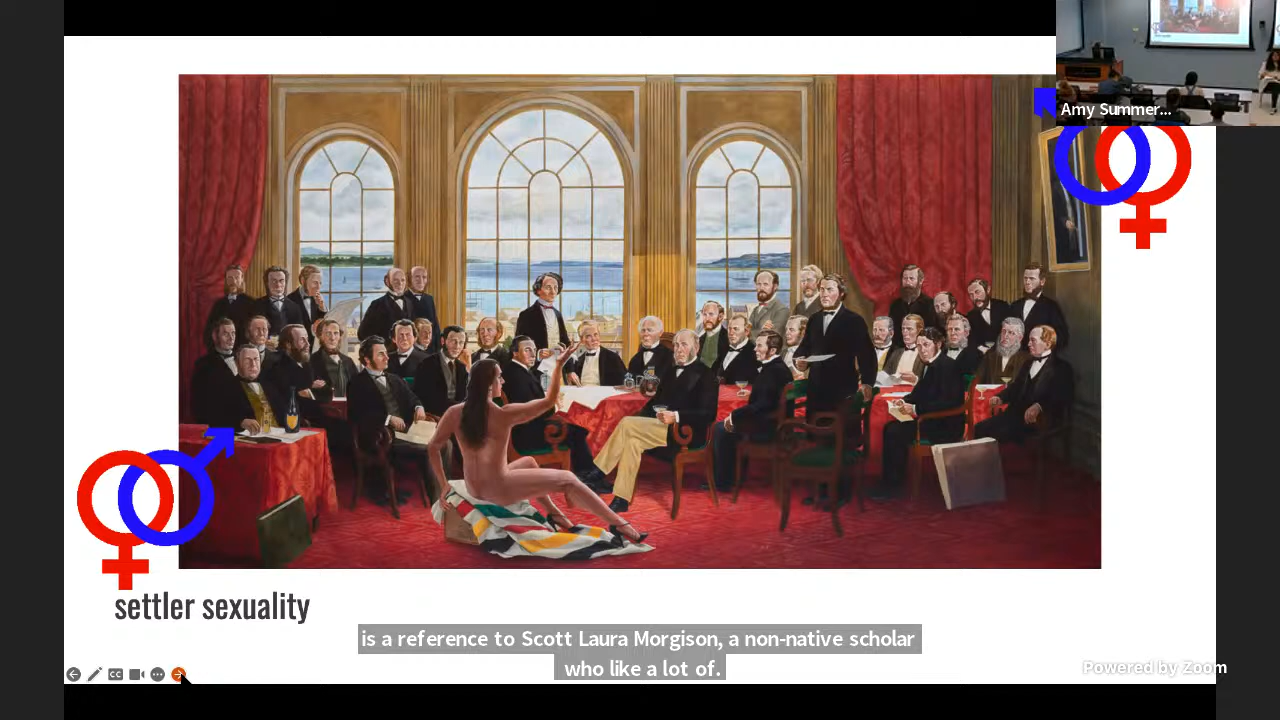 Amy Summer...
settler sexuality
is a reference to Scott Laura Morgison, a non-native scholar
who like a lot of.
CC
Powered by Zoom